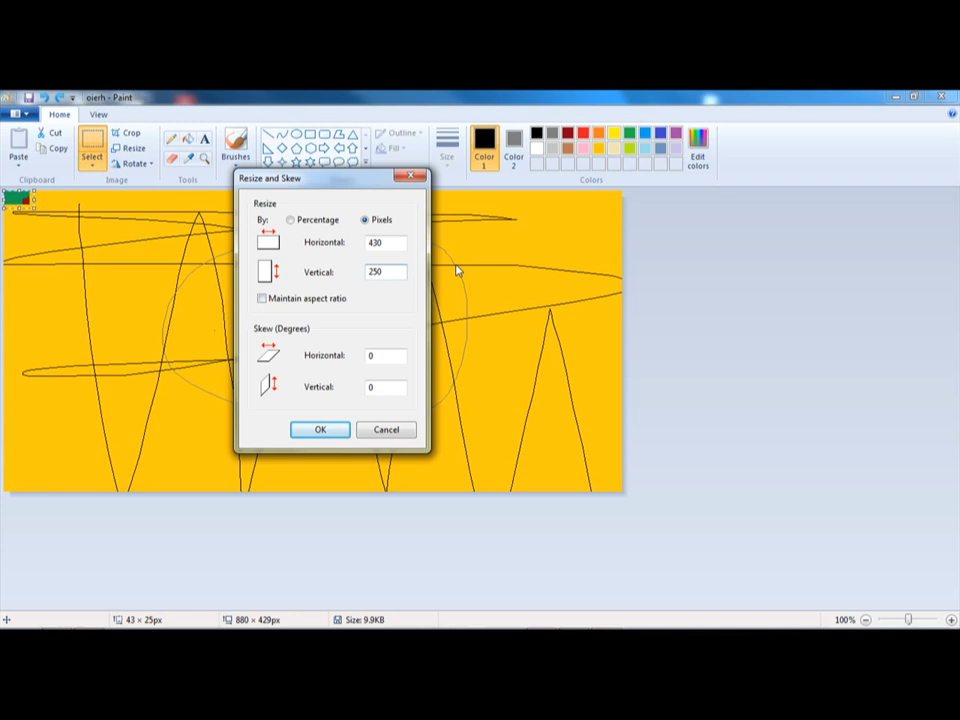 oierh - Paint
Home View
Paste
Cut
Copy
Select
Crop
Resize
Rotate
A
Brushes
Outline
Fill
Size
Color 1
Color 2
Edit colors
Clipboard Image Tools Colors
Resize and Skew
Resize
By: Percentage Pixels
Horizontal: 430
Vertical: 250
Maintain aspect ratio
Skew (Degrees)
Horizontal: 0
Vertical: 0
OK Cancel
43 × 25px 880 × 429px Size: 9.9KB 100%